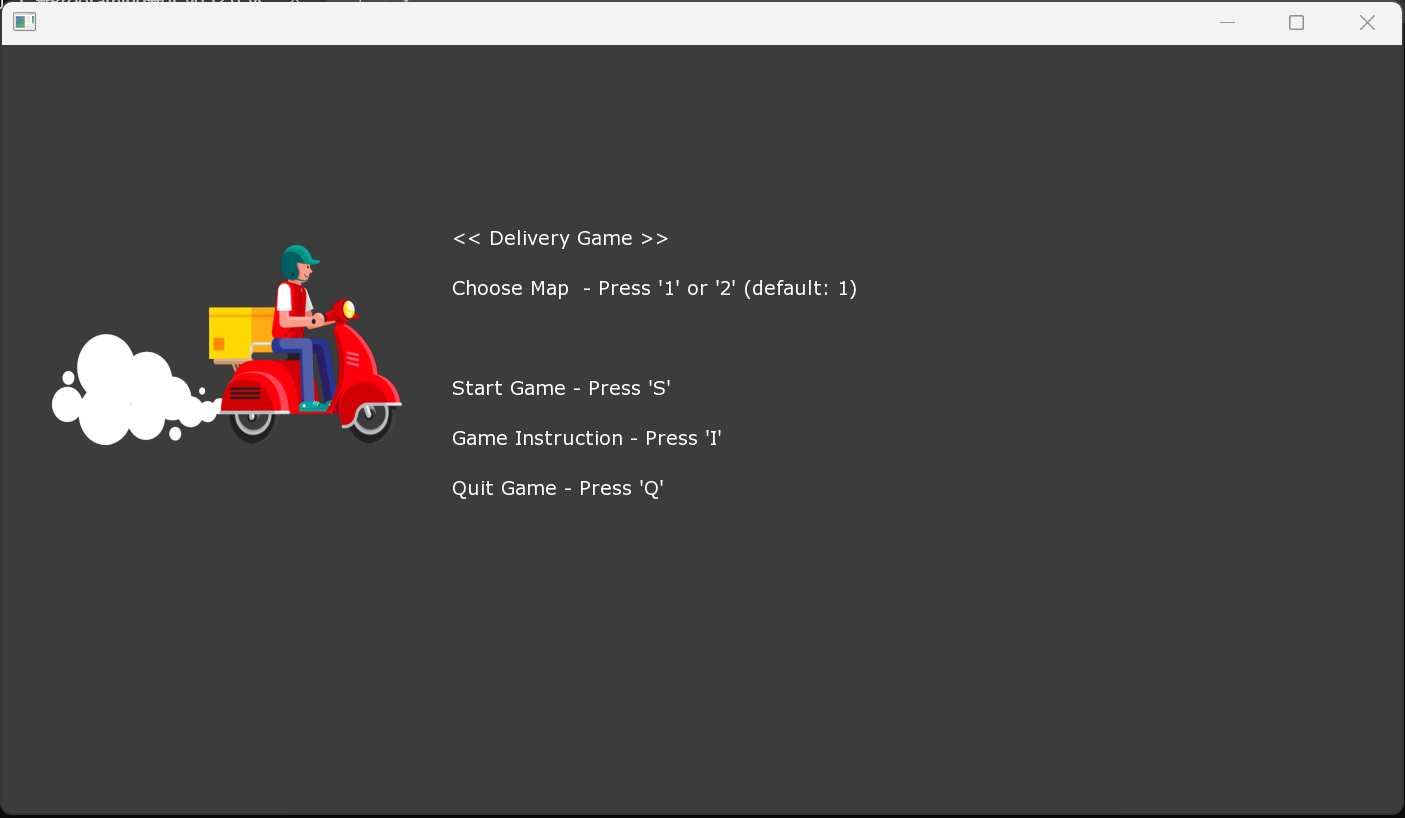 << Delivery Game >>
Choose Map  - Press '1' or '2' (default: 1)
Start Game - Press 'S'
Game Instruction - Press 'I'
Quit Game - Press 'Q'